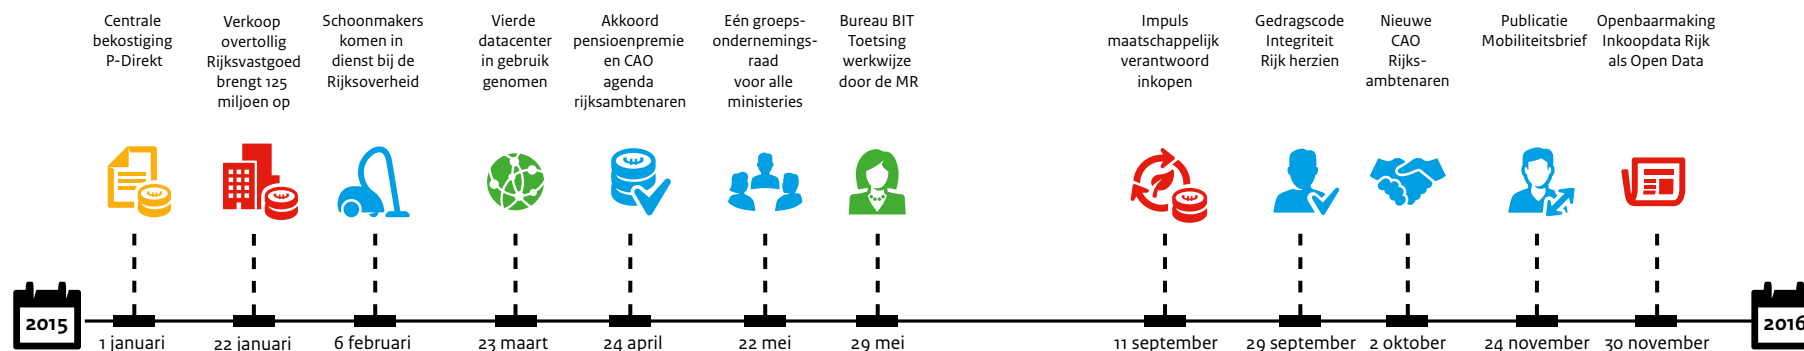 Centrale
bekostiging
P-Direkt
Verkoop
overtollig
Rijksvastgoed
brengt 125
miljoen op
Schoonmakers
komen in
dienst bij de
Rijksoverheid
Vierde
datacenter
in gebruik
genomen
Akkoord
pensioenpremie
en CAO
agenda
rijksambtenaren
Eén groeps-
ondernemings-
raad
voor alle
ministeries
Bureau BIT
Toetsing
werkwijze
door de MR
Impuls
maatschappelijk
verantwoord
inkopen
Gedragscode
Integriteit
Rijk herzien
Nieuwe
CAO
Rijks-
ambtenaren
Publicatie
Mobiliteitsbrief
Openbaarmaking
Inkoopdata Rijk
als Open Data
2015
1 januari
22 januari
6 februari
23 maart
24 april
22 mei
29 mei
11 september
29 september
2 oktober
24 november
30 november
2016